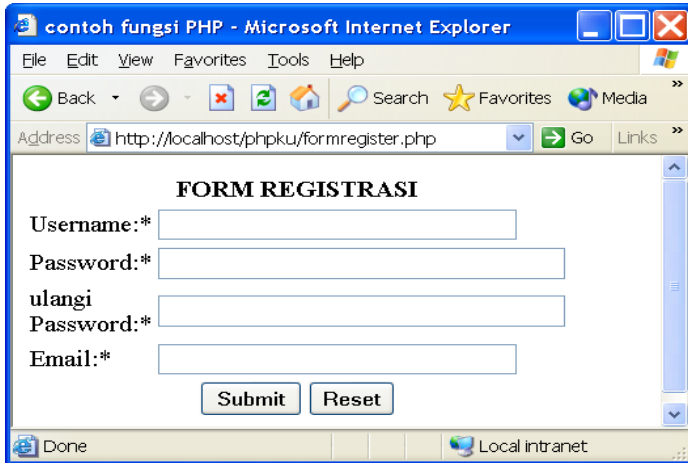 contoh fungsi PHP - Microsoft Internet Explorer
File Edit View Favorites Tools Help
Back Search Favorites Media »
Address http://localhost/phpku/formregister.php Go Links »
FORM REGISTRASI
Username:*
Password:*
ulangi
Password:*
Email:*
Submit Reset
Done Local intranet